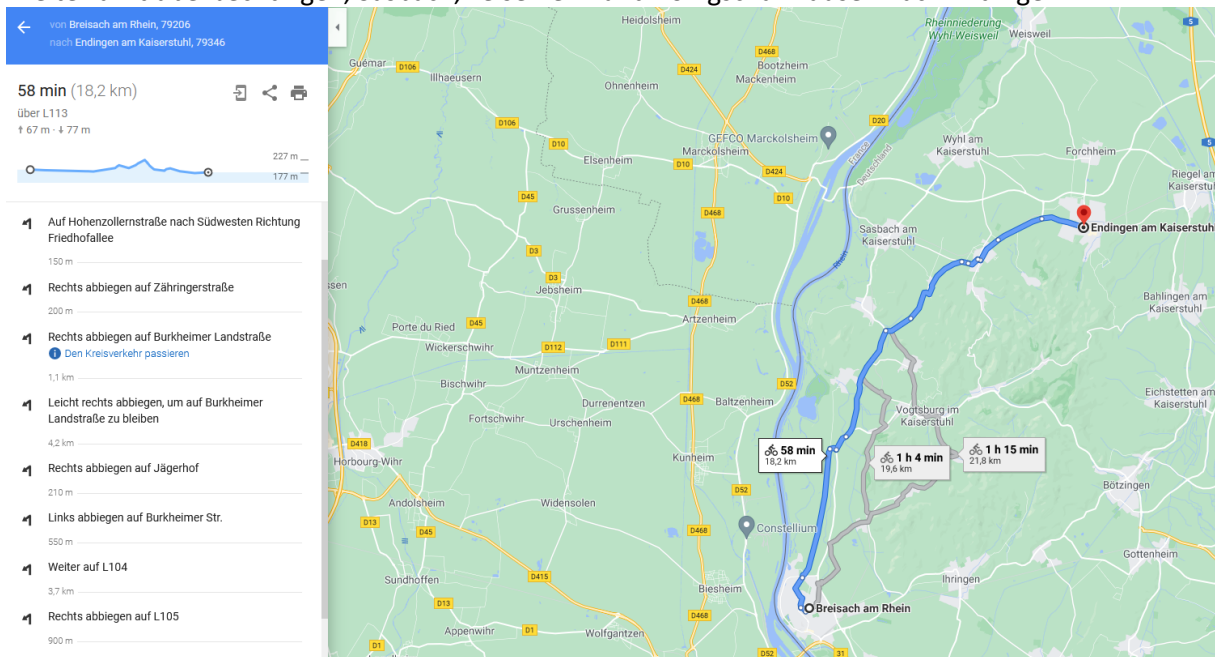 von Breisach am Rhein, 79206
nach Endingen am Kaiserstuhl, 79346
58 min (18,2 km)
über L113
↑ 67 m · ↓ 77 m
227 m
177 m
Auf Hohenzollernstraße nach Südwesten Richtung
Friedhofallee
150 m
Rechts abbiegen auf Zähringerstraße
200 m
Rechts abbiegen auf Burkheimer Landstraße
Den Kreisverkehr passieren
1,1 km
Leicht rechts abbiegen, um auf Burkheimer
Landstraße zu bleiben
4,2 km
Rechts abbiegen auf Jägerhof
210 m
Links abbiegen auf Burkheimer Str.
550 m
Weiter auf L104
3,7 km
Rechts abbiegen auf L105
900 m
Heidolsheim
Rheinniederung
Wyhl-Weisweil
Weisweil
5
D468
Guémar
D106
Illhaeusern
D424
Bootzheim
Mackenheim
Ohnenheim
D106
D20
D10
GEFCO Marckolsheim
Marckolsheim
France
Deutschland
Wyhl am
Kaiserstuhl
Forchheim
5
Elsenheim
D10
D424
Riegel am
Kaiserstuhl
D45
D10
Grussenheim
D468
Sasbach am
Kaiserstuhl
Endingen am Kaiserstuhl
D3
Rhein
D3
Jebsheim
D468
Artzenheim
Bahlingen am
Kaiserstuhl
Porte du Ried
D45
Wickerschwihr
D112
D111
Muntzenheim
Bischwihr
D52
Eichstetten am
Kaiserstuhl
Durrenentzen
D468
Baltzenheim
Fortschwihr
Urschenheim
Vogtsburg im
Kaiserstuhl
D418
Horbourg-Wihr
58 min
18,2 km
1 h 4 min
19,6 km
1 h 15 min
21,8 km
Kunheim
D52
Bötzingen
Andolsheim
Widensolen
D13
D45
D468
Constellium
Gottenheim
Sundhoffen
D415
Biesheim
Ihringen
D13
Breisach am Rhein
D468
Appenwihr
D1
Wolfgantzen
D1
D52
31